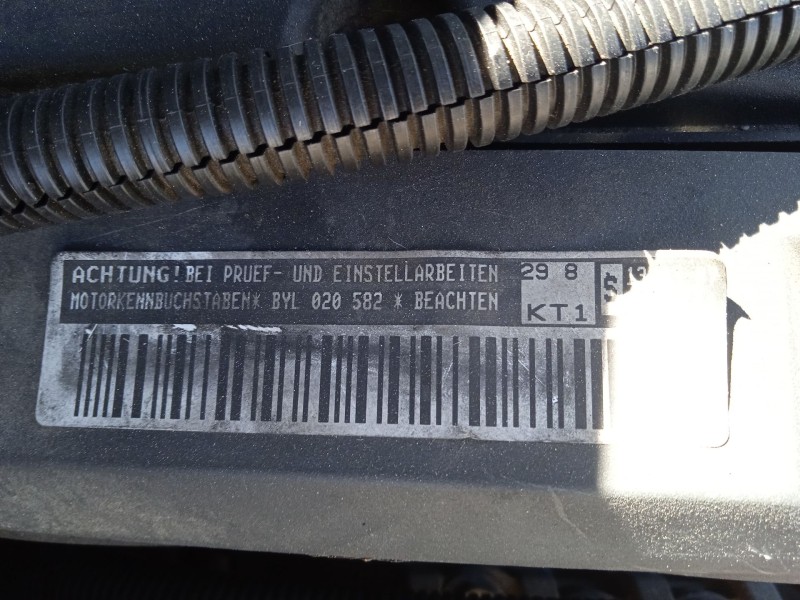 ACHTUNG! BEI PRUEF- UND EINSTELLARBEITEN 29 8
MOTORKENNBUCHSTABEN* BYL 020 582 * BEACHTEN KT1